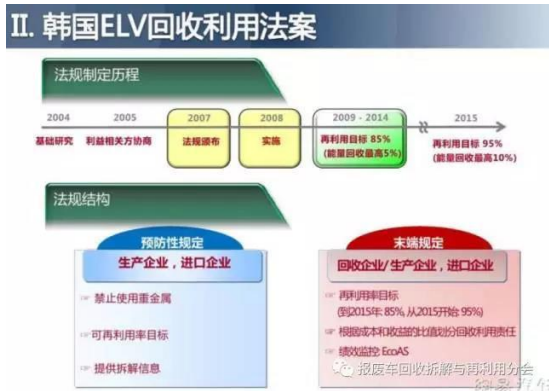 II. 韩国ELV回收利用法案
法规制定历程
2004
2005
2007
2008
2009 - 2014
2015
基础研究
利益相关方协商
法规颁布
实施
再利用目标 85%
(能量回收最高5%)
再利用目标 95%
(能量回收最高10%)
法规结构
预防性规定
生产企业，进口企业
禁止使用重金属
可再利用率目标
提供拆解信息
末端规定
回收企业/生产企业，进口企业
再利用率目标
(到2015年: 85%, 从2015开始: 95%)
根据成本和收益的比值划分回收利用责任
绩效监控: EcoAS
报废车回收拆解与再利用分会